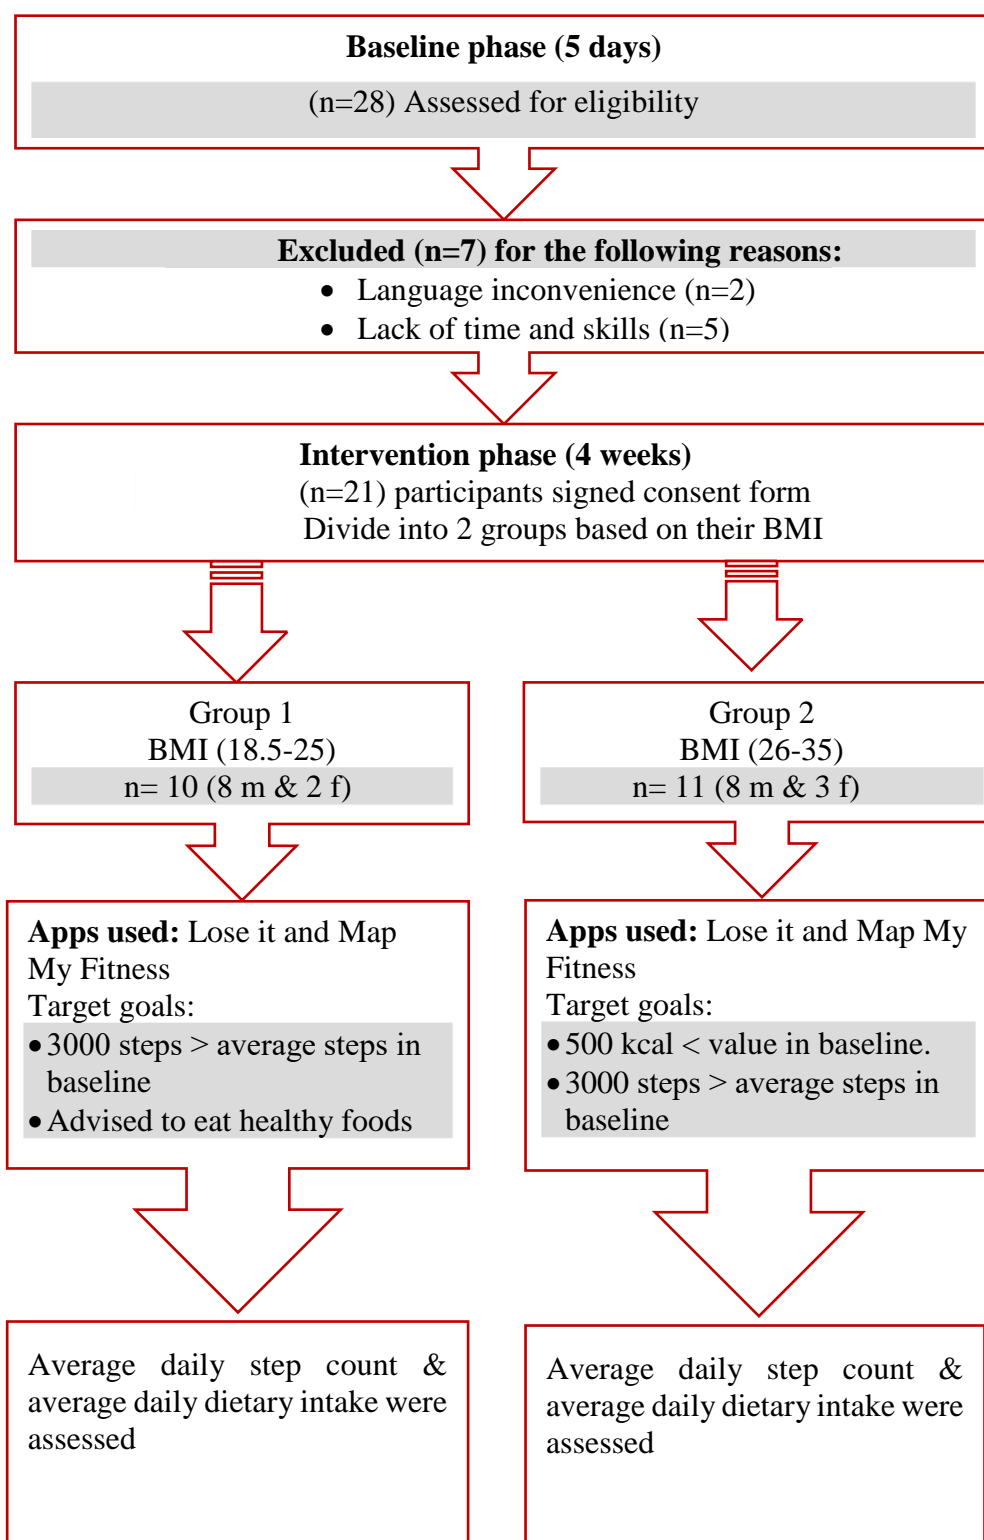 Baseline phase (5 days)
(n=28) Assessed for eligibility
Excluded (n=7) for the following reasons:
• Language inconvenience (n=2)
• Lack of time and skills (n=5)
Intervention phase (4 weeks)
(n=21) participants signed consent form
Divide into 2 groups based on their BMI
Group 1
BMI (18.5-25)
n= 10 (8 m & 2 f)
Group 2
BMI (26-35)
n= 11 (8 m & 3 f)
Apps used: Lose it and Map
My Fitness
Target goals:
• 3000 steps > average steps in
baseline
• Advised to eat healthy foods
Apps used: Lose it and Map My
Fitness
Target goals:
• 500 kcal < value in baseline.
• 3000 steps > average steps in
baseline
Average daily step count &
average daily dietary intake were
assessed
Average daily step count &
average daily dietary intake were
assessed